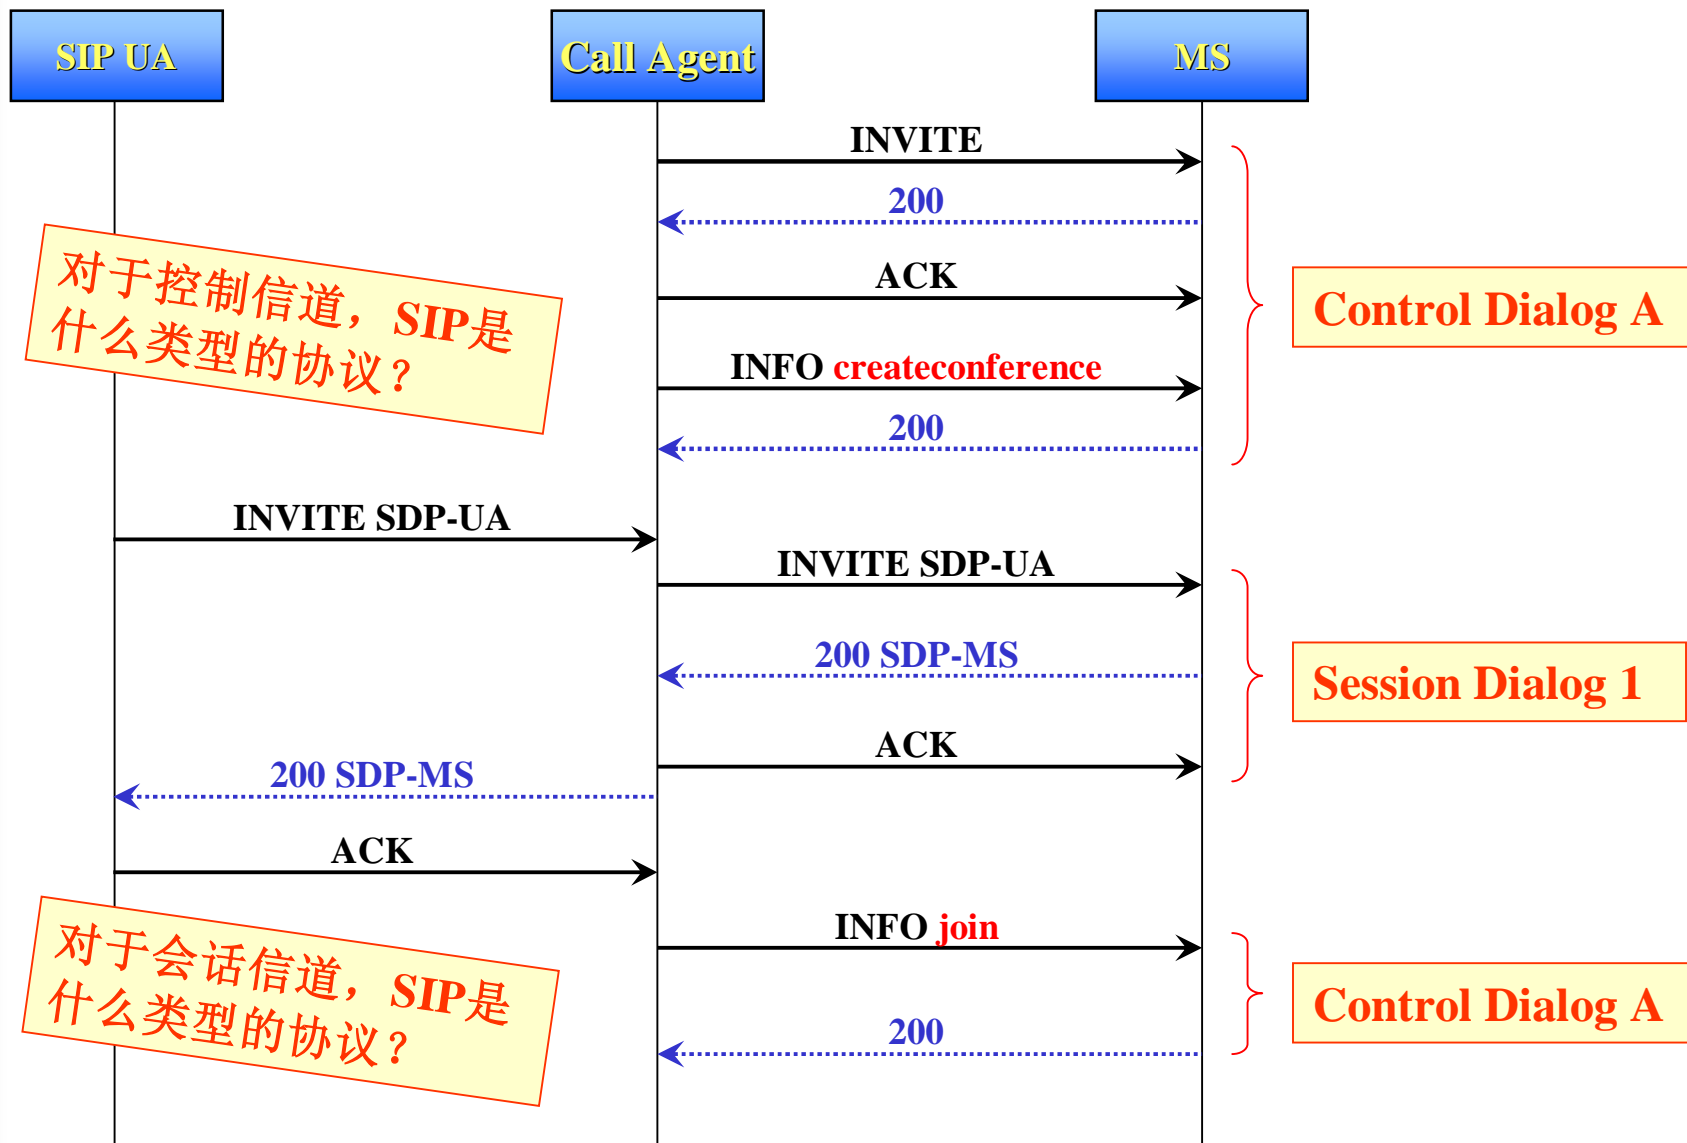 SIP UA
Call Agent
MS
INVITE
200
ACK
INFO createconference
200
Control Dialog A
对于控制信道，SIP是
什么类型的协议？
INVITE SDP-UA
INVITE SDP-UA
200 SDP-MS
ACK
Session Dialog 1
200 SDP-MS
ACK
INFO join
200
Control Dialog A
对于会话信道，SIP是
什么类型的协议？